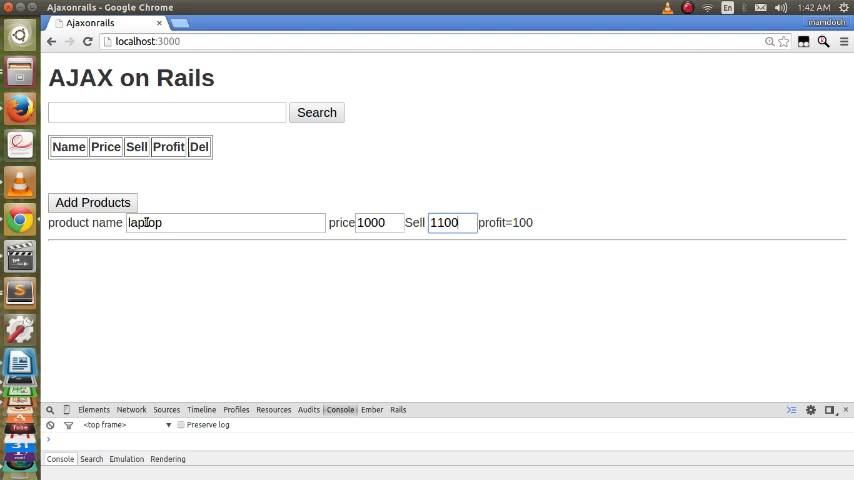 Ajaxonrails - Google Chrome
En
1:42 AM
Ajaxonrails
mamdouh
localhost:3000
AJAX on Rails
Search
Name Price Sell Profit Del
Add Products
product name laptop price 1000 Sell 1100 profit=100
Elements Network Sources Timeline Profiles Resources Audits Console Ember Rails
<top frame> Preserve log
Console Search Emulation Rendering